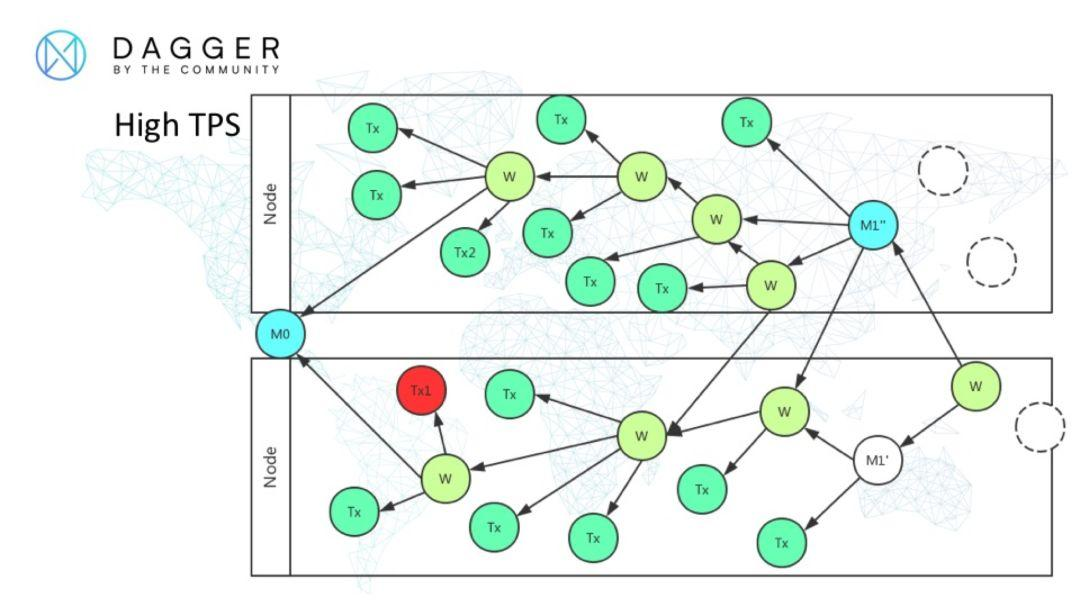 DAGGER
BY THE COMMUNITY
High TPS
Node
Tx
Tx
Tx
W
W
Tx
W
M1''
Tx2
Tx
Tx
Tx
W
M0
Node
Tx1
Tx
W
W
W
M1'
W
Tx
Tx
Tx
Tx
Tx